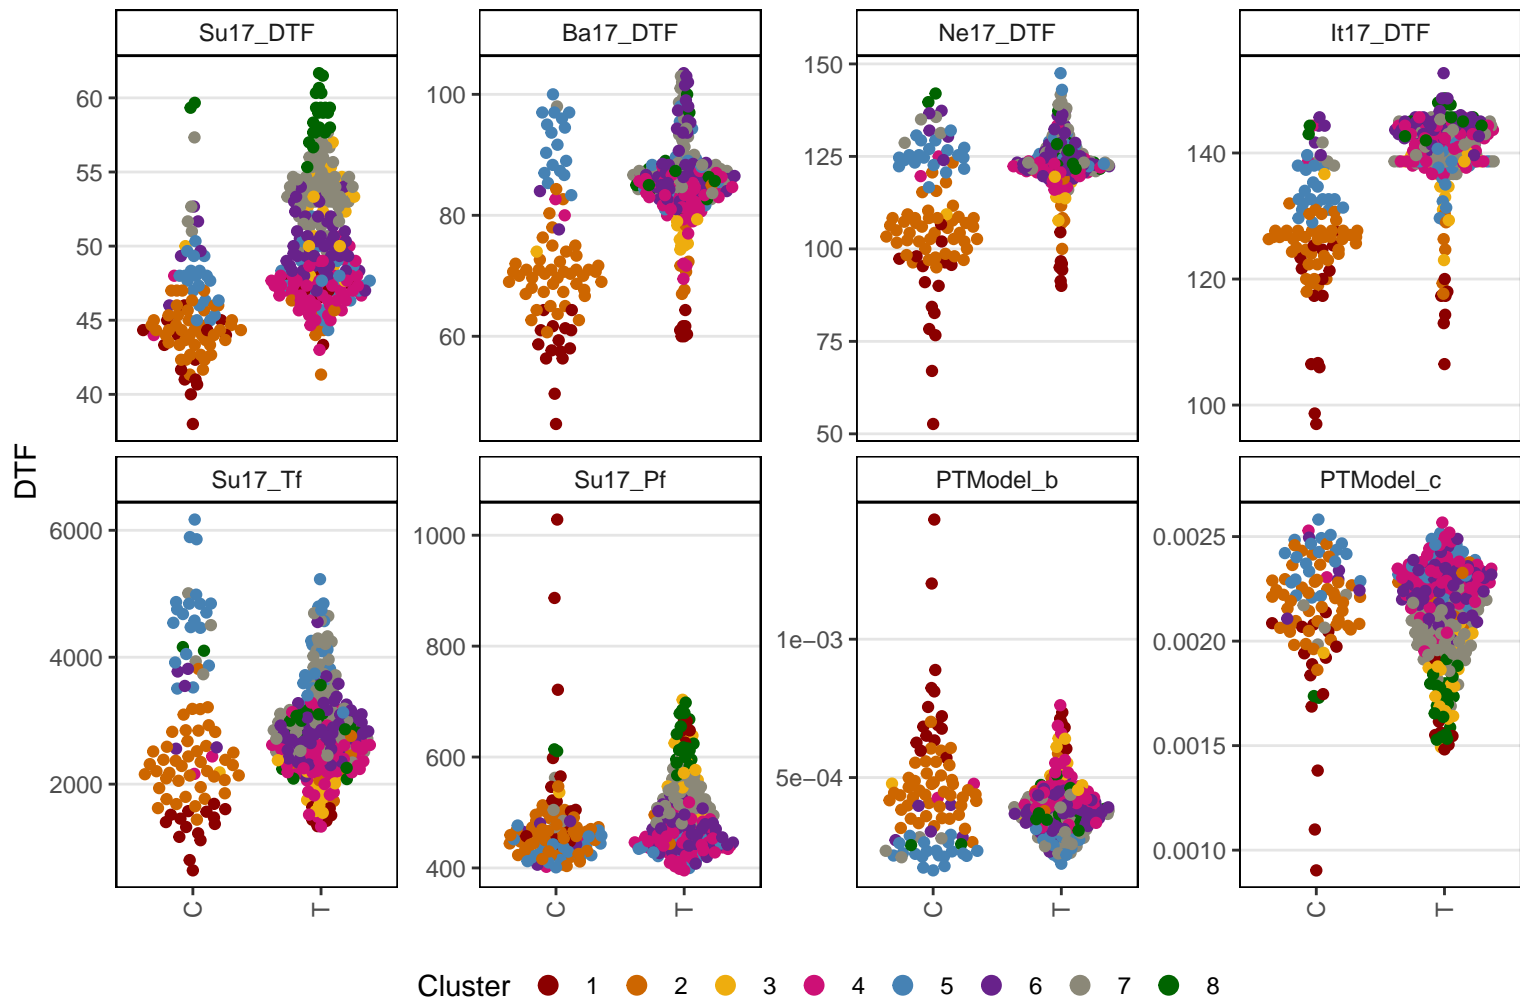 Su17_DTF
Ba17_DTF
Ne17_DTF
It17_DTF
60
55
50
45
40
100
80
60
150
125
100
75
50
140
120
100
DTF
Su17_Tf
Su17_Pf
PTModel_b
PTModel_c
6000
4000
2000
1000
800
600
400
1e−03
5e−04
0.0025
0.0020
0.0015
0.0010
C T C T C T C T
Cluster 1 2 3 4 5 6 7 8